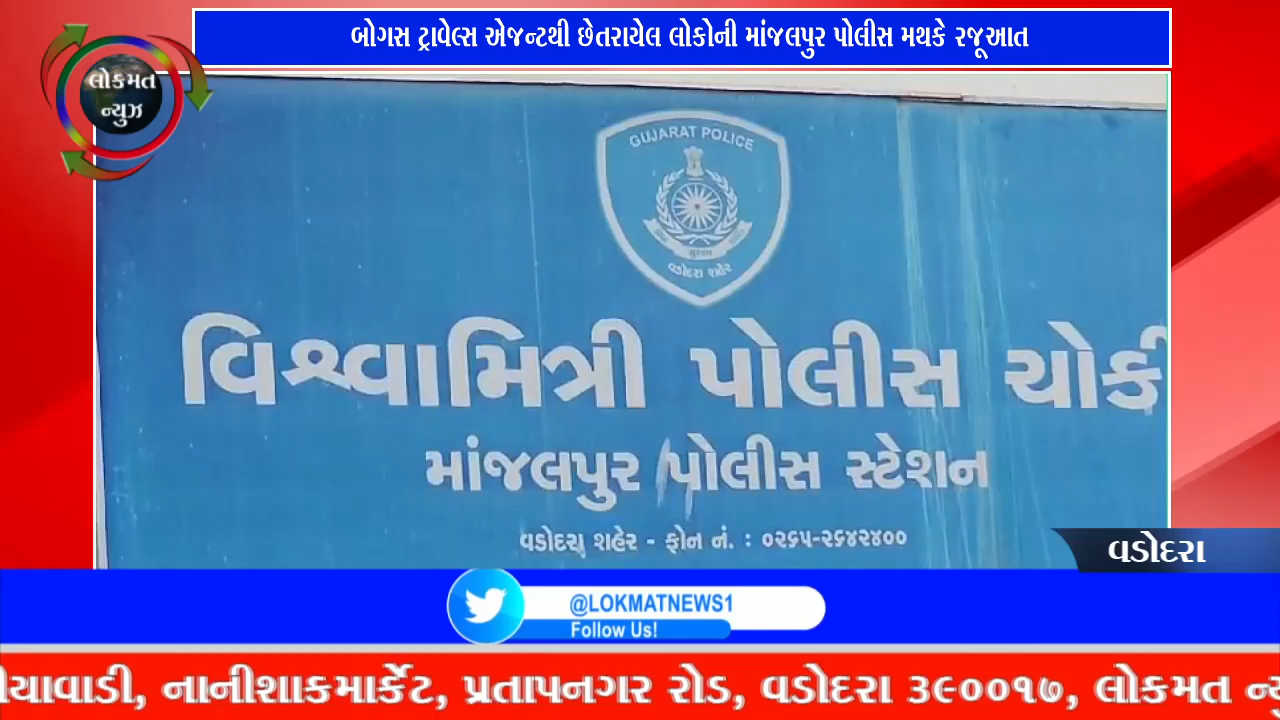 બોગસ ટ્રાવેલ્સ એજન્ટથી છેતરાયેલ લોકોની માંજલપુર પોલીસ મથકે રજૂઆત
લોકમત
ન્યુઝ
GUJARAT POLICE
વડોદરા શહેર
વિશ્વામિત્રી પોલીસ ચોકી
માંજલપુર પોલીસ સ્ટેશન
વડોદરા શહેર - ફોન નં. : ૦૨૬૫-૨૬૪૨૪૦૦
વડોદરા
@LOKMATNEWS1
Follow Us!
યાવાડી, નાનીશાકમાર્કેટ, પ્રતાપનગર રોડ, વડોદરા ૩૯૦૦૧૭, લોકમત ન્યુ